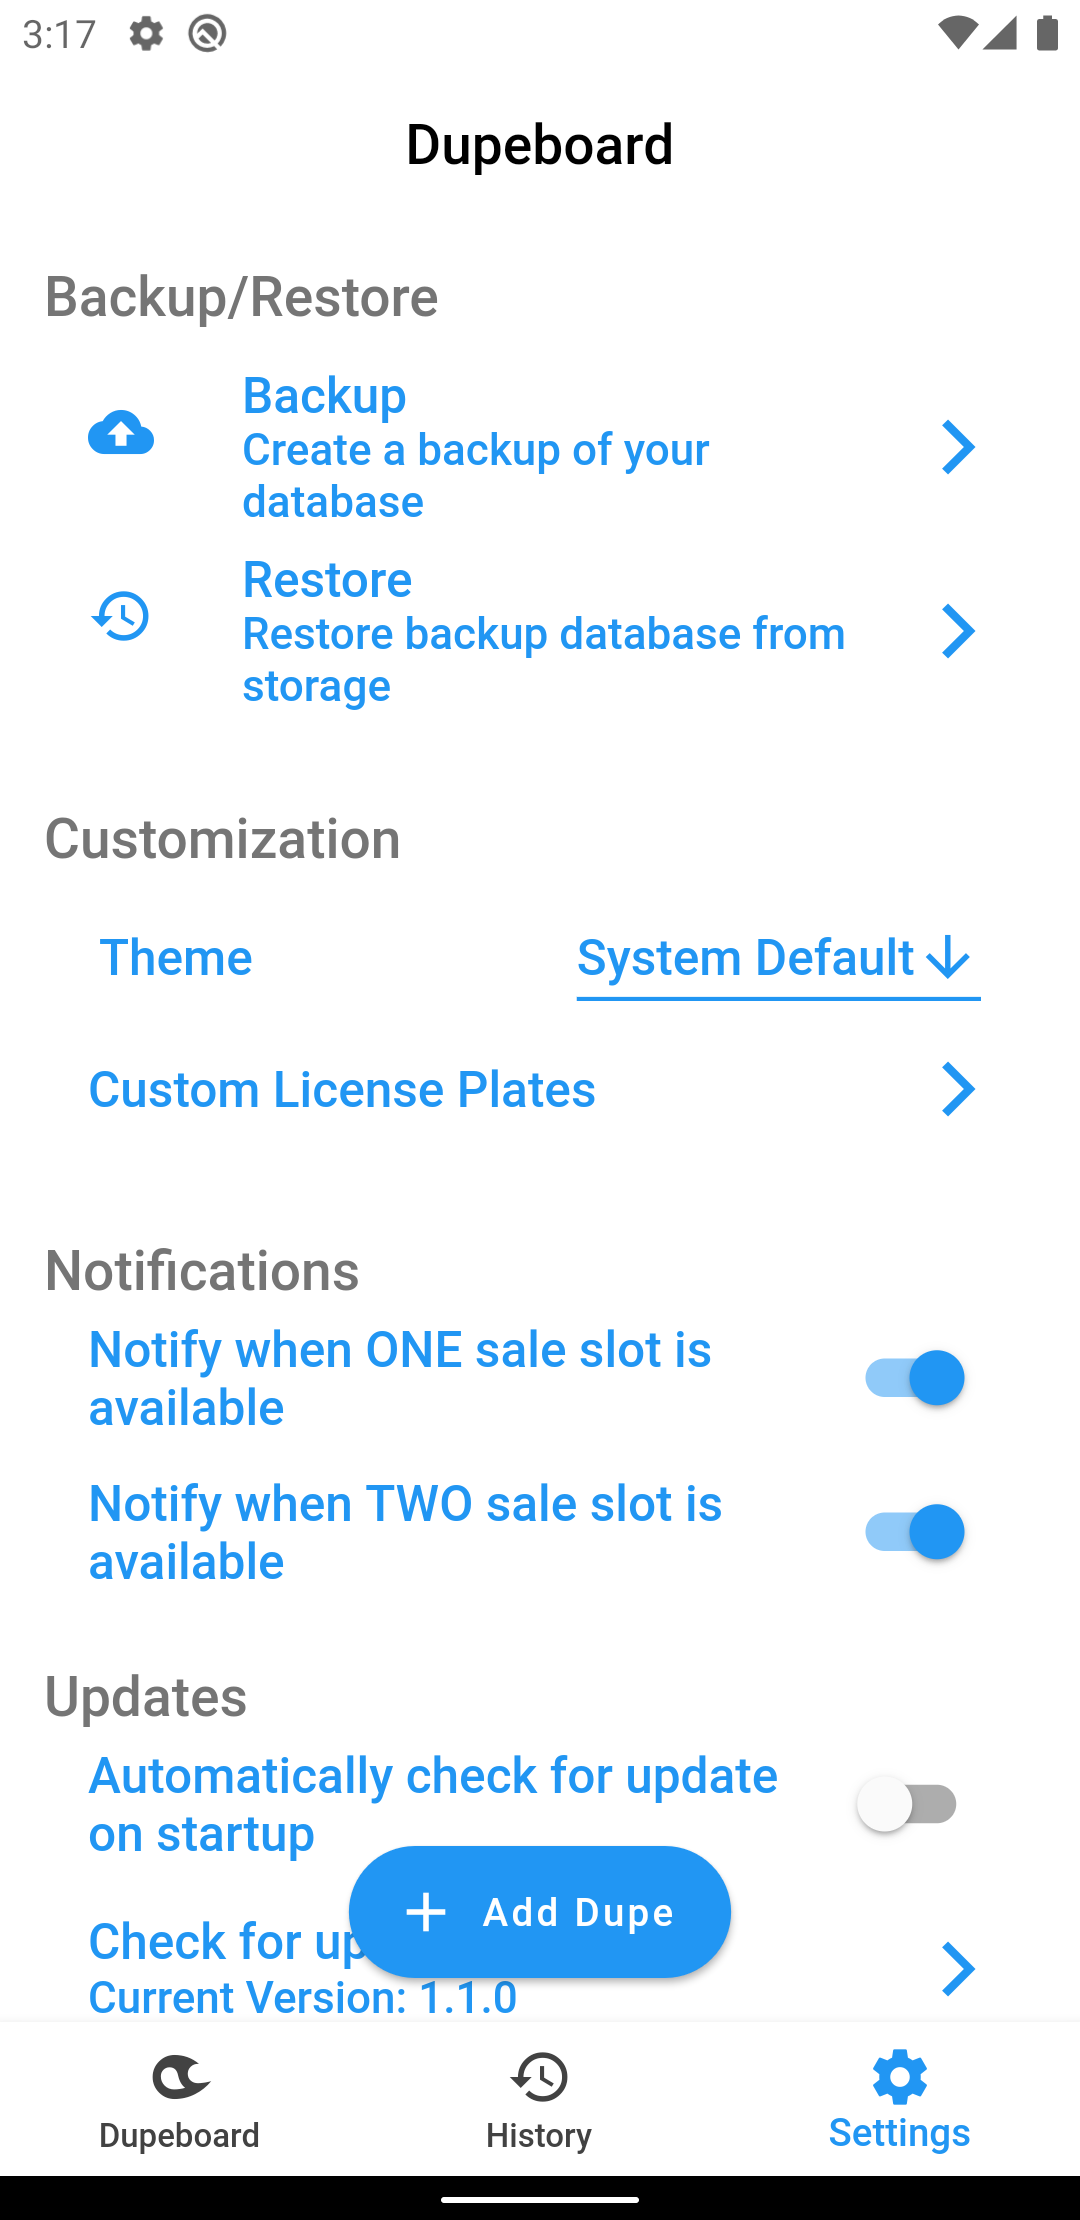 3:17
Dupeboard
Backup/Restore
Backup
Create a backup of your
database
Restore
Restore backup database from
storage
Customization
Theme
System Default
Custom License Plates
Notifications
Notify when ONE sale slot is
available
Notify when TWO sale slot is
available
Updates
Automatically check for update
on startup
Add Dupe
Check for up
Current Version: 1.1.0
Dupeboard
History
Settings